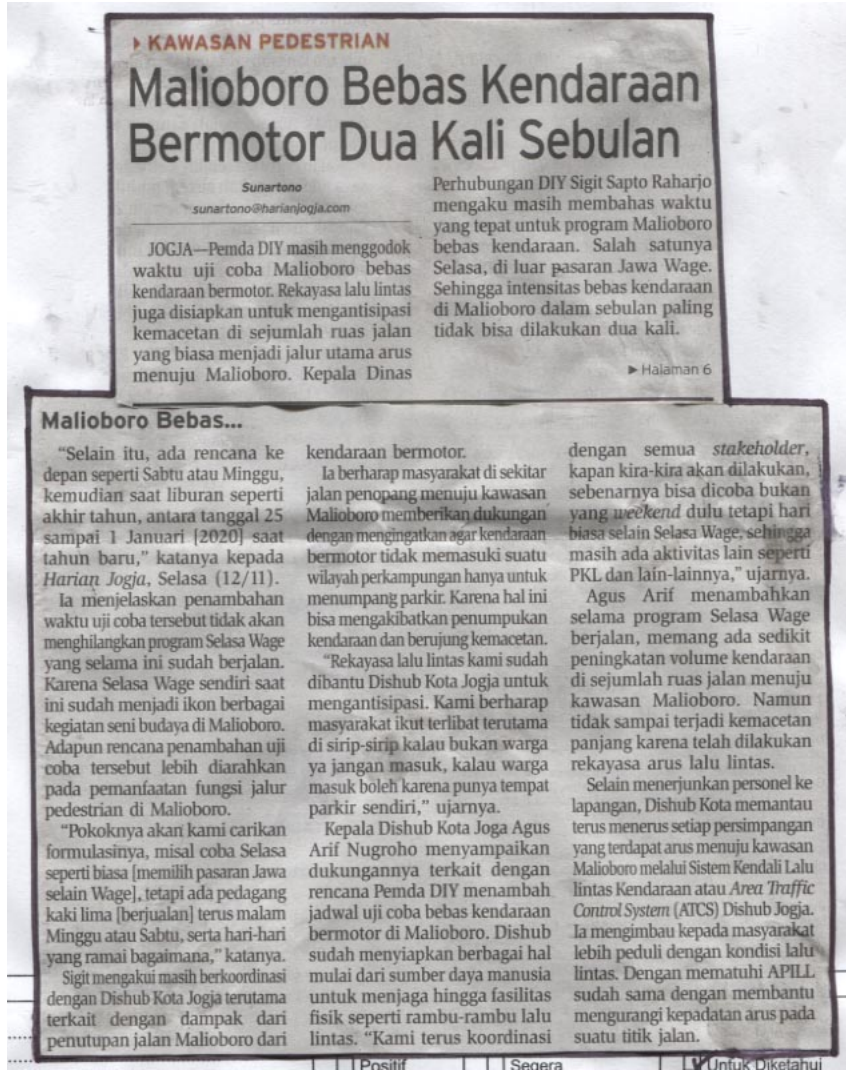 KAWASAN PEDESTRIAN
Malioboro Bebas Kendaraan
Bermotor Dua Kali Sebulan
Sunartono
sunartono@harianjogja.com
JOGJA—Pemda DIY masih menggodok
waktu uji coba Malioboro bebas
kendaraan bermotor. Rekayasa lalu lintas
juga disiapkan untuk mengantisipasi
kemacetan di sejumlah ruas jalan
yang biasa menjadi jalur utama arus
menuju Malioboro. Kepala Dinas
Perhubungan DIY Sigit Sapto Raharjo
mengaku masih membahas waktu
yang tepat untuk program Malioboro
bebas kendaraan. Salah satunya
Selasa, di luar pasaran Jawa Wage.
Sehingga intensitas bebas kendaraan
di Malioboro dalam sebulan paling
tidak bisa dilakukan dua kali.
Halaman 6
Malioboro Bebas...
“Selain itu, ada rencana ke
depan seperti Sabtu atau Minggu,
kemudian saat liburan seperti
akhir tahun, antara tanggal 25
sampai 1 Januari [2020] saat
tahun baru,” katanya kepada
Harian Jogja, Selasa (12/11).
Ia menjelaskan penambahan
waktu uji coba tersebut tidak akan
menghilangkan program Selasa Wage
yang selama ini sudah berjalan.
Karena Selasa Wage sendiri saat
ini sudah menjadi ikon berbagai
kegiatan seni budaya di Malioboro.
Adapun rencana penambahan uji
coba tersebut lebih diarahkan
pada pemanfaatan fungsi jalur
pedestrian di Malioboro.
“Pokoknya akan kami carikan
formulasinya, misal coba Selasa
seperti biasa [memilih pasaran Jawa
selain Wage], tetapi ada pedagang
kaki lima [berjualan] terus malam
Minggu atau Sabtu, serta hari-hari
yang ramai bagaimana,” katanya.
Sigit mengakui masih berkoordinasi
dengan Dishub Kota Jogja terutama
terkait dengan dampak dari
penutupan jalan Malioboro dari
kendaraan bermotor.
Ia berharap masyarakat di sekitar
jalan penopang menuju kawasan
Malioboro memberikan dukungan
dengan mengingatkan agar kendaraan
bermotor tidak memasuki suatu
wilayah perkampungan hanya untuk
menumpang parkir. Karena hal ini
bisa mengakibatkan penumpukan
kendaraan dan berujung kemacetan.
“Rekayasa lalu lintas kami sudah
dibantu Dishub Kota Jogja untuk
mengantisipasi. Kami berharap
masyarakat ikut terlibat terutama
di sirip-sirip kalau bukan warga
ya jangan masuk, kalau warga
masuk boleh karena punya tempat
parkir sendiri,” ujarnya.
Kepala Dishub Kota Joga Agus
Arif Nugroho menyampaikan
dukungannya terkait dengan
rencana Pemda DIY menambah
jadwal uji coba bebas kendaraan
bermotor di Malioboro. Dishub
sudah menyiapkan berbagai hal
mulai dari sumber daya manusia
untuk menjaga hingga fasilitas
fisik seperti rambu-rambu lalu
lintas. “Kami terus koordinasi
dengan semua stakeholder,
kapan kira-kira akan dilakukan,
sebenarnya bisa dicoba bukan
yang weekend dulu tetapi hari
biasa selain Selasa Wage, sehingga
masih ada aktivitas lain seperti
PKL dan lain-lainnya,” ujarnya.
Agus Arif menambahkan
selama program Selasa Wage
berjalan, memang ada sedikit
peningkatan volume kendaraan
di sejumlah ruas jalan menuju
kawasan Malioboro. Namun
tidak sampai terjadi kemacetan
panjang karena telah dilakukan
rekayasa arus lalu lintas.
Selain menerjunkan personel ke
lapangan, Dishub Kota memantau
terus menerus setiap persimpangan
yang terdapat arus menuju kawasan
Malioboro melalui Sistem Kendali Lalu
lintas Kendaraan atau Area Traffic
Control System (ATCS) Dishub Jogja.
Ia mengimbau kepada masyarakat
lebih peduli dengan kondisi lalu
lintas. Dengan mematuhi APILL
sudah sama dengan membantu
mengurangi kepadatan arus pada
suatu titik jalan.
Positif
Segera
Untuk Diketahui